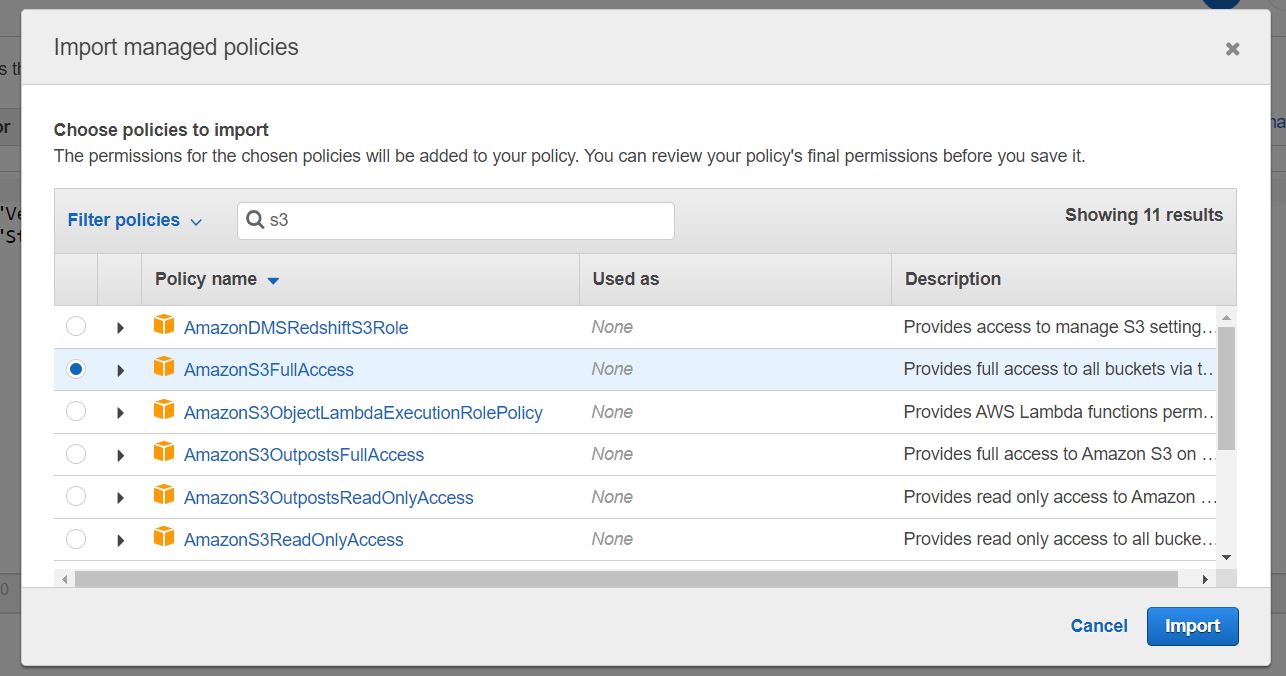 Import managed policies
Choose policies to import
The permissions for the chosen policies will be added to your policy. You can review your policy's final permissions before you save it.
Filter policies s3 Showing 11 results
Policy name Used as Description
AmazonDMSRedshiftS3Role None Provides access to manage S3 setting…
AmazonS3FullAccess None Provides full access to all buckets via t…
AmazonS3ObjectLambdaExecutionRolePolicy None Provides AWS Lambda functions perm…
AmazonS3OutpostsFullAccess None Provides full access to Amazon S3 on …
AmazonS3OutpostsReadOnlyAccess None Provides read only access to Amazon …
AmazonS3ReadOnlyAccess None Provides read only access to all bucke…
Cancel Import